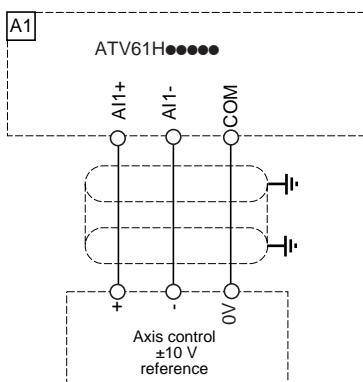 A1
ATV61H●●●●●
AI1+
AI1-
COM
+
-
0V
Axis control
±10 V
reference